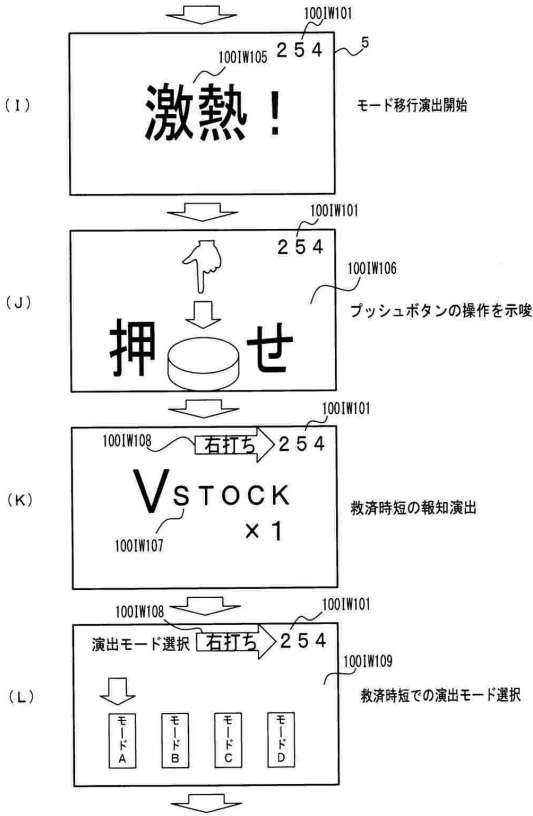 100IW101
(I)
100IW105
254
5
激熱！
モード移行演出開始
100IW101
(J)
254
100IW106
押 せ
プッシュボタンの操作を示唆
100IW101
(K)
100IW108
右打ち
254
VSTOCK
×1
100IW107
救済時短の報知演出
100IW108
100IW101
(L)
演出モード選択
右打ち
254
100IW109
救済時短での演出モード選択
モードA
モードB
モードC
モードD